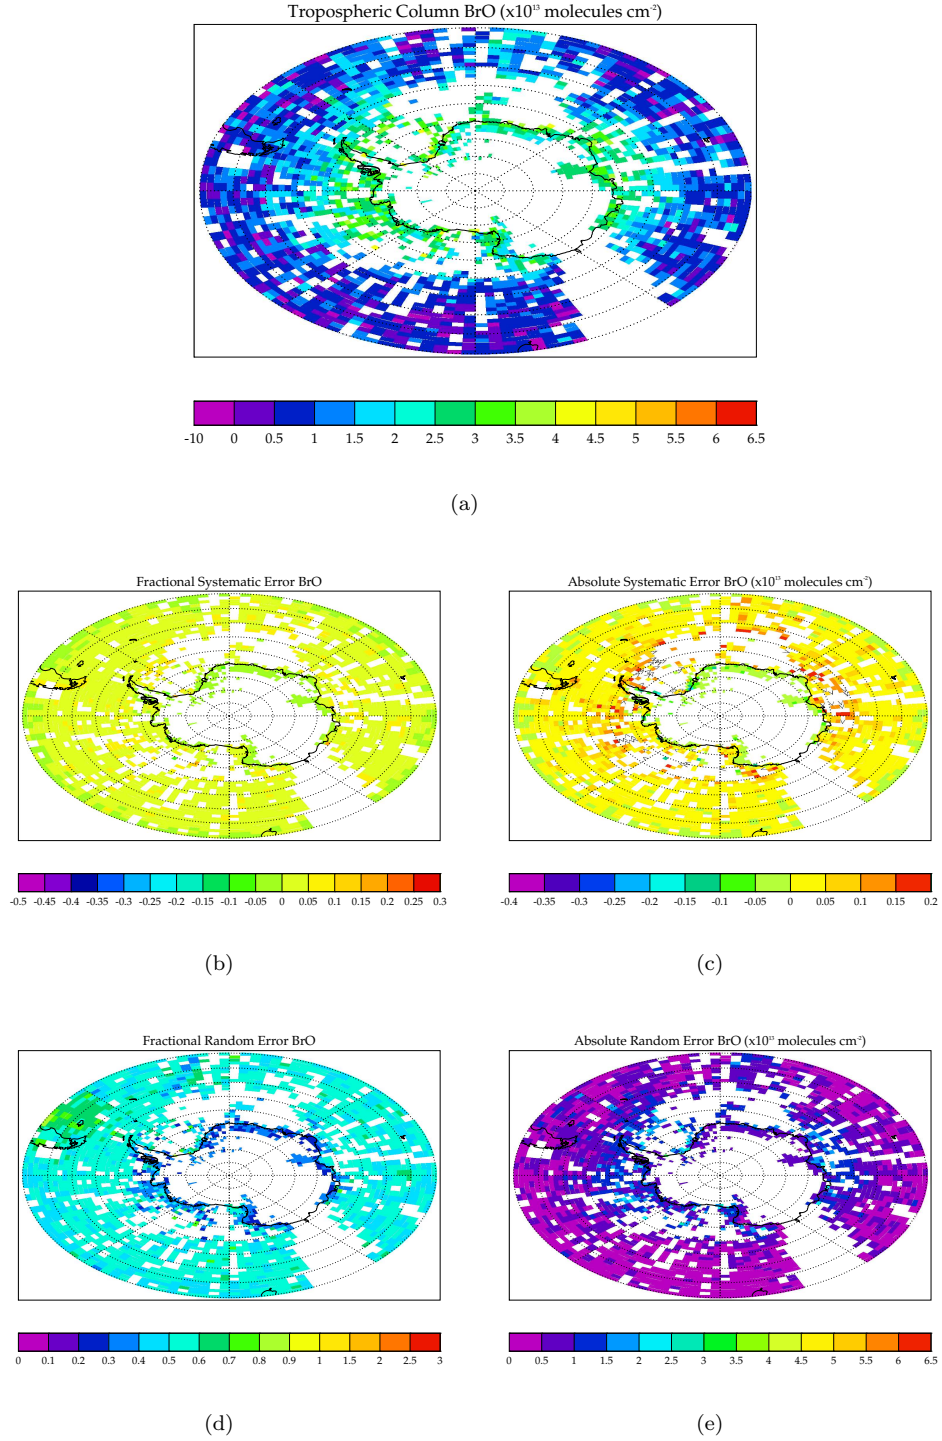 Tropospheric Column BrO (x10¹³ molecules cm⁻²)
-10 0 0.5 1 1.5 2 2.5 3 3.5 4 4.5 5 5.5 6 6.5
(a)
Fractional Systematic Error BrO
-0.5 -0.45 -0.4 -0.35 -0.3 -0.25 -0.2 -0.15 -0.1 -0.05 0 0.05 0.1 0.15 0.2 0.25 0.3
(b)
Absolute Systematic Error BrO (x10¹³ molecules cm⁻²)
-0.4 -0.35 -0.3 -0.25 -0.2 -0.15 -0.1 -0.05 0 0.05 0.1 0.15 0.2
(c)
Fractional Random Error BrO
0 0.1 0.2 0.3 0.4 0.5 0.6 0.7 0.8 0.9 1 1.5 2 2.5 3
(d)
Absolute Random Error BrO (x10¹³ molecules cm⁻²)
0 0.5 1 1.5 2 2.5 3 3.5 4 4.5 5 5.5 6 6.5
(e)